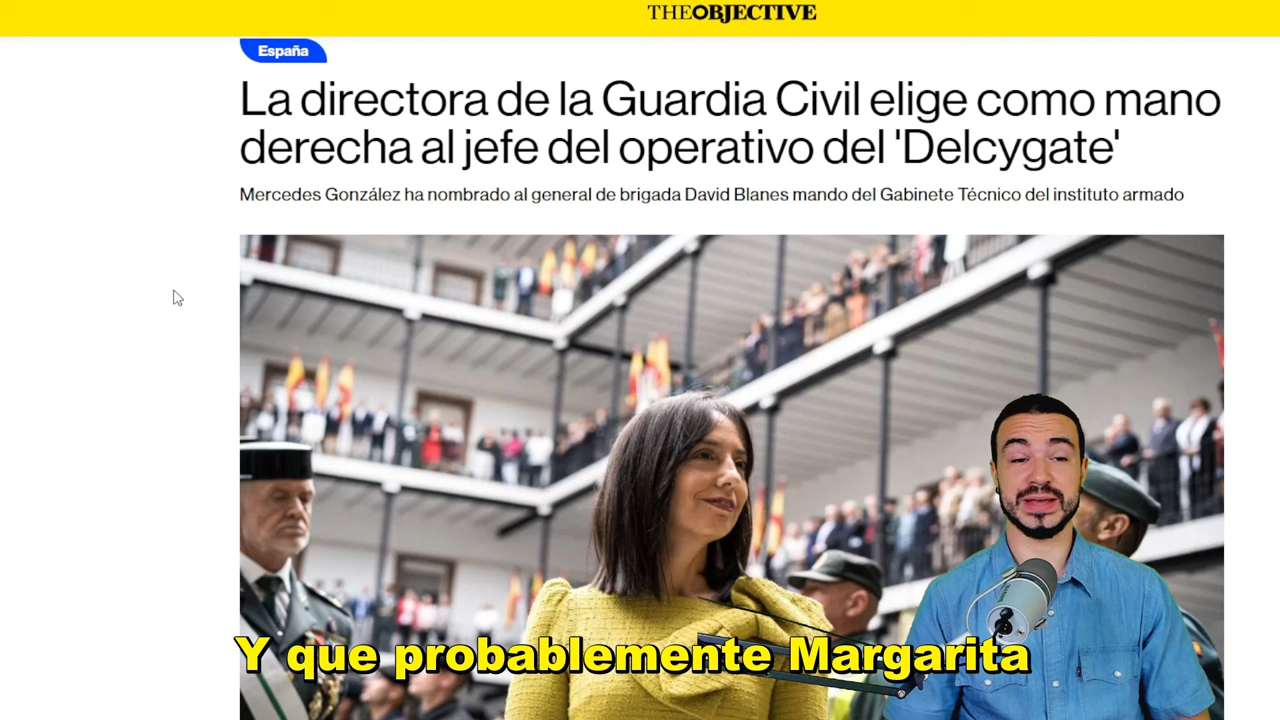 THEOBJECTIVE
España
La directora de la Guardia Civil elige como mano
derecha al jefe del operativo del 'Delcygate'
Mercedes González ha nombrado al general de brigada David Blanes mando del Gabinete Técnico del instituto armado
Y que probablemente Margarita